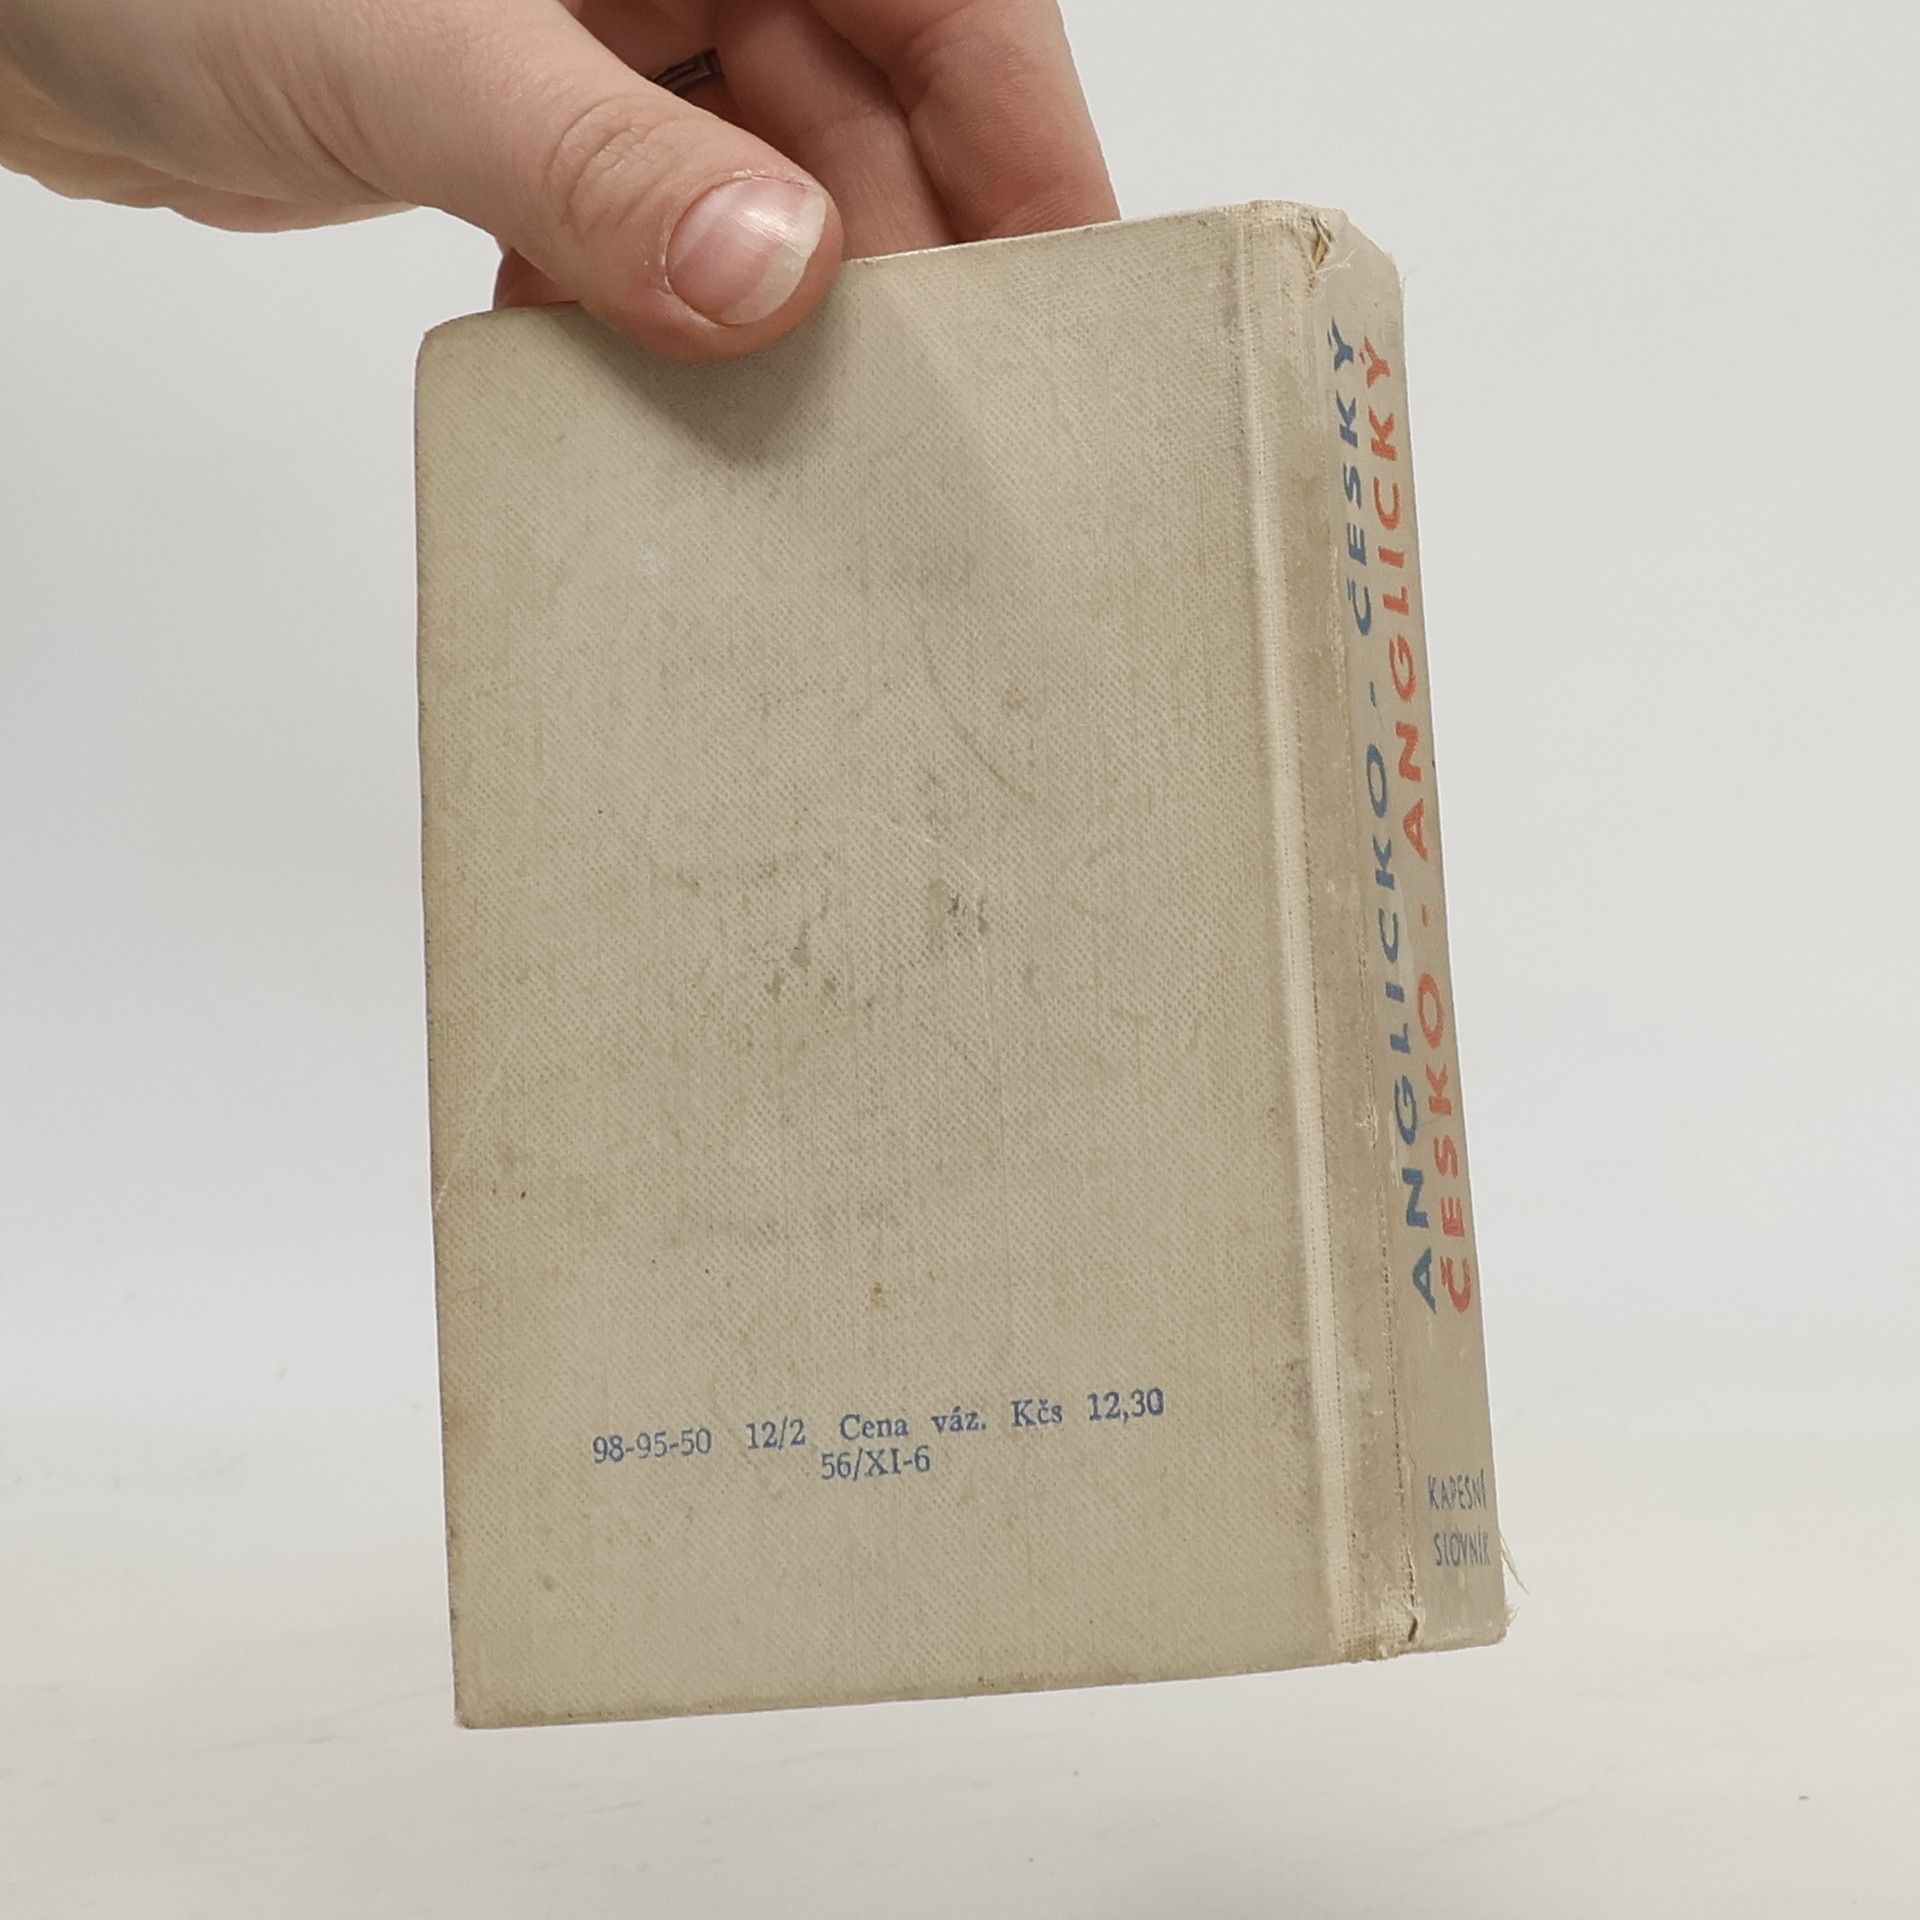 ANGLICKO - ČESKÝ
ČESKO - ANGLICKÝ
KAPESNÍ
SLOVNÍK
98-95-50 12/2 Cena váz. Kčs 12,30
56/XI-6